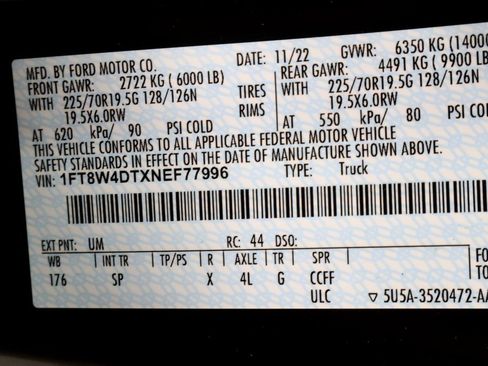 MFD. BY FORD MOTOR CO. DATE: 11/22 GVWR: 6350 KG (14000
FRONT GAWR: 2722 KG (6000 LB) REAR GAWR: 4491 KG (9900 LB)
WITH 225/70R19.5G 128/126N TIRES WITH 225/70R19.5G 128/126N
19.5X6.0RW RIMS 19.5X6.0RW
AT 620 kPa/ 90 PSI COLD AT 550 kPa/ 80 PSI COLD
THIS VEHICLE CONFORMS TO ALL APPLICABLE FEDERAL MOTOR VEHICLE
SAFETY STANDARDS IN EFFECT ON THE DATE OF MANUFACTURE SHOWN ABOVE.
VIN: 1FT8W4DTXNEF77996 TYPE: Truck
EXT PNT: UM RC: 44 DSO:
WB INT TR TP/PS R AXLE TR SPR
176 SP X 4L G CCFF
ULC ▽ 5U5A-3520472-AA